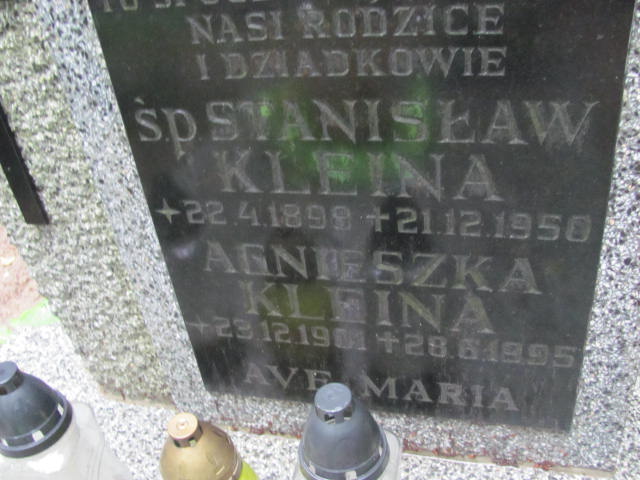 NASI RODZICE
I DZIADKOWIE
śp STANISŁAW
KLEINA
22.4.1898 + 21.12.1950
AGNIESZKA
KLEINA
23.12.1901 + 28.6.1995
AVE MARIA